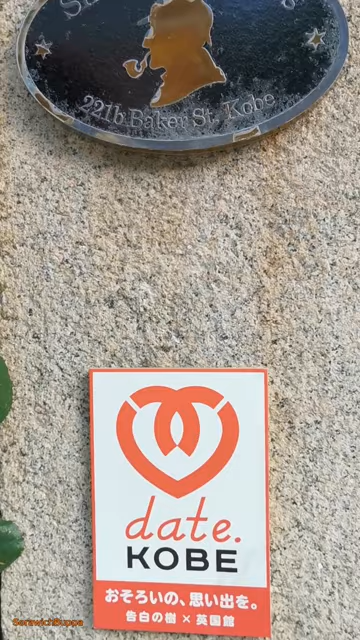 221b Baker St. Kobe
date.
KOBE
おそろいの、思い出を。
告白の樹 × 英国館